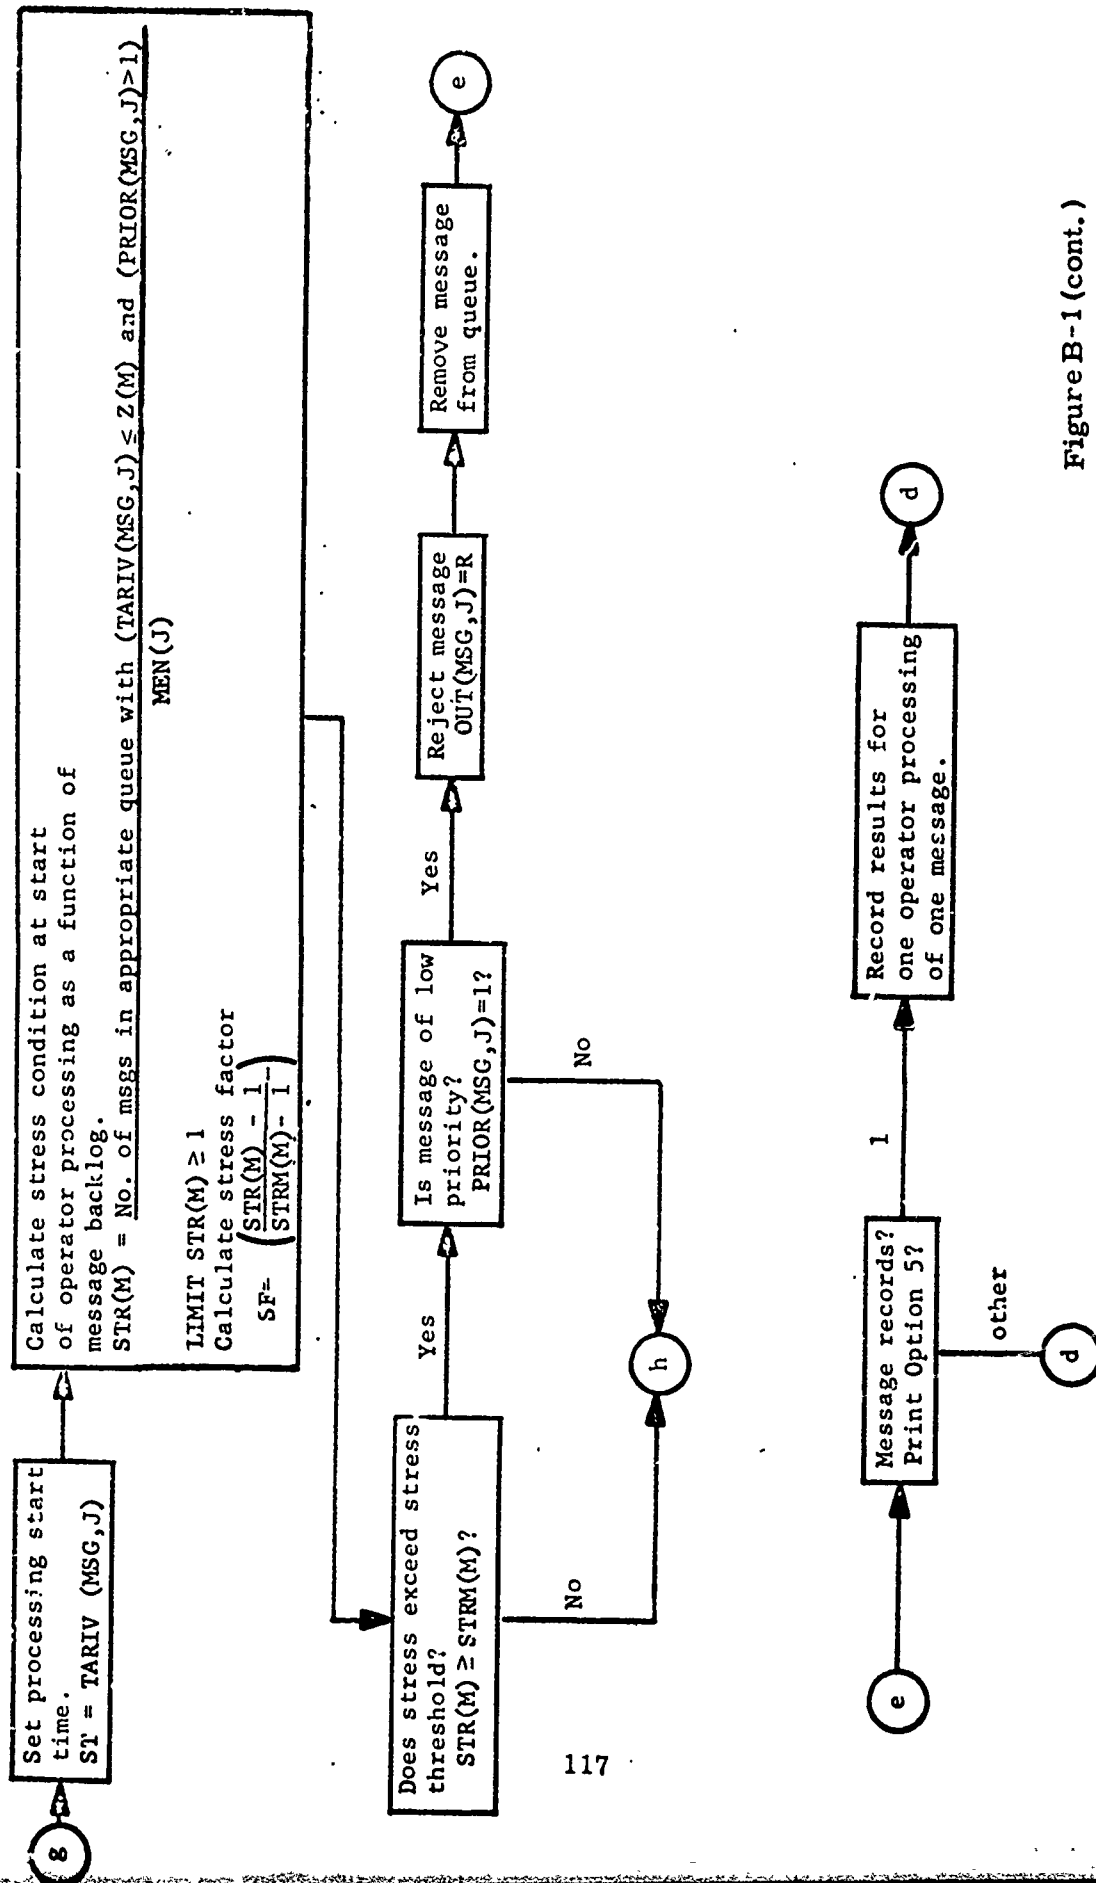 g
Set processing start
time.
ST = TARIV (MSG,J)
Calculate stress condition at start
of operator processing as a function of
message backlog.
STR(M) = No. of msgs in appropriate queue with (TARIV(MSG,J) ≤ Z(M) and (PRIOR(MSG,J)>1)
MEN(J)
LIMIT STR(M) ≥ 1
Calculate stress factor
SF= (STR(M) - 1
STRM(M)- 1)
Does stress exceed stress
threshold?
STR(M) ≥ STRM(M)?
Yes
No
Is message of low
priority?
PRIOR(MSG,J)=1?
Yes
No
h
Reject message
OUT(MSG,J)=R
Remove message
from queue.
e
e
Message records?
Print Option 5?
1
other
d
Record results for
one operator processing
of one message.
d
Figure B-1 (cont.)
117